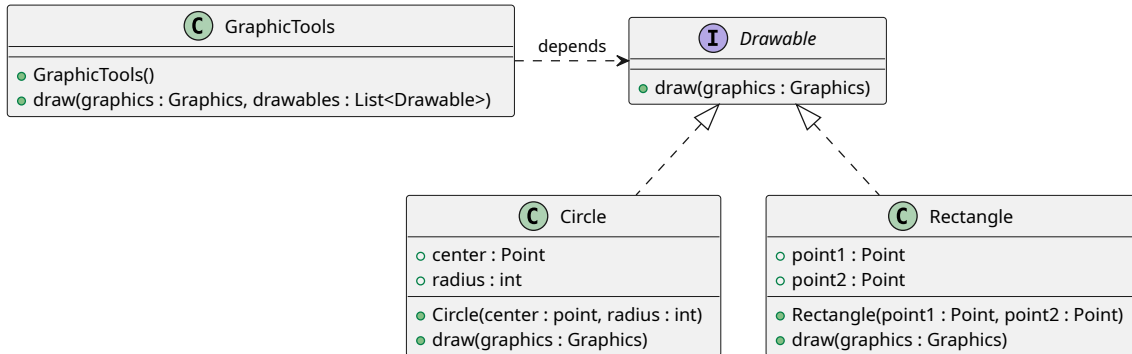 C GraphicTools
GraphicTools()
draw(graphics : Graphics, drawables : List<Drawable>)
depends
I Drawable
draw(graphics : Graphics)
C Circle
center : Point
radius : int
Circle(center : point, radius : int)
draw(graphics : Graphics)
C Rectangle
point1 : Point
point2 : Point
Rectangle(point1 : Point, point2 : Point)
draw(graphics : Graphics)